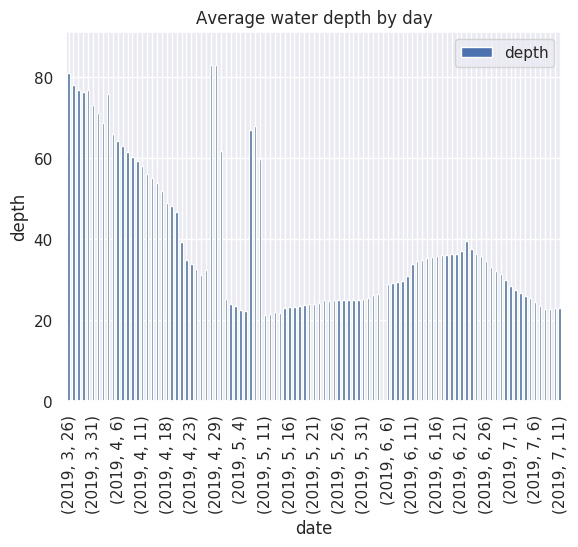 Average water depth by day
depth
80
60
40
20
0
depth
(2019, 3, 26)
(2019, 3, 31)
(2019, 4, 6)
(2019, 4, 11)
(2019, 4, 18)
(2019, 4, 23)
(2019, 4, 29)
(2019, 5, 4)
(2019, 5, 11)
(2019, 5, 16)
(2019, 5, 21)
(2019, 5, 26)
(2019, 5, 31)
(2019, 6, 6)
(2019, 6, 11)
(2019, 6, 16)
(2019, 6, 21)
(2019, 6, 26)
(2019, 7, 1)
(2019, 7, 6)
(2019, 7, 11)
date